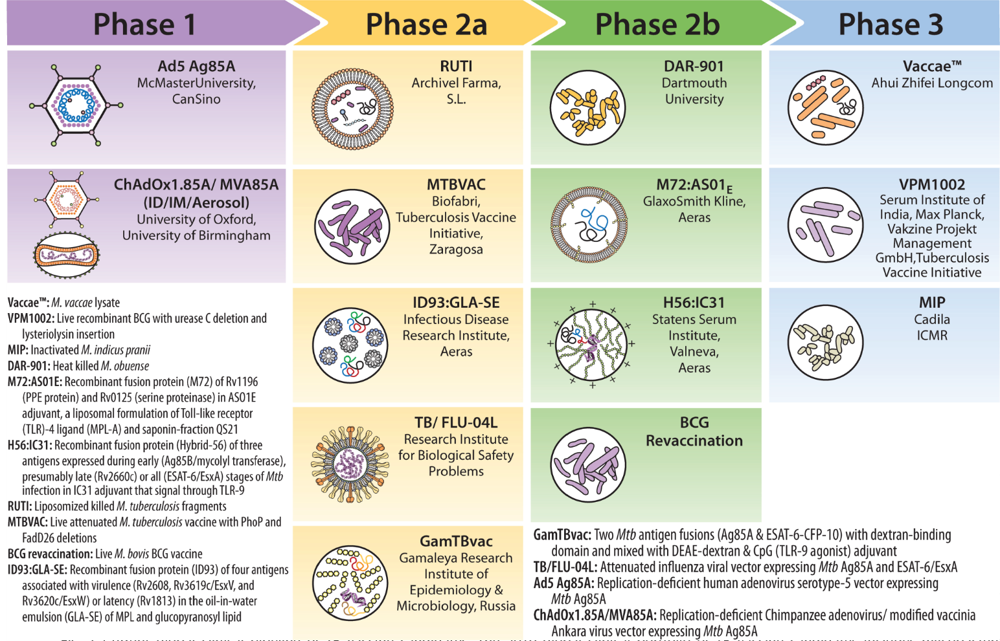 Phase 1
Phase 2a
Phase 2b
Phase 3
Ad5 Ag85A
McMasterUniversity,
CanSino
ChAdOx1.85A/ MVA85A
(ID/IM/Aerosol)
University of Oxford,
University of Birmingham
RUTI
Archivel Farma,
S.L.
MTBVAC
Biofabri,
Tuberculosis Vaccine
Initiative,
Zaragosa
ID93:GLA-SE
Infectious Disease
Research Institute,
Aeras
TB/ FLU-04L
Research Institute
for Biological Safety
Problems
GamTBvac
Gamaleya Research
Institute of
Epidemiology &
Microbiology, Russia
DAR-901
Dartmouth
University
M72:AS01E
GlaxoSmith Kline,
Aeras
H56:IC31
Statens Serum
Institute,
Valneva,
Aeras
BCG
Revaccination
Vaccae™
Ahui Zhifei Longcom
VPM1002
Serum Institute of
India, Max Planck,
Vakzine Projekt
Management
GmbH,Tuberculosis
Vaccine Initiative
MIP
Cadila
ICMR
Vaccae™: M. vaccae lysate
VPM1002: Live recombinant BCG with urease C deletion and
lysteriolysin insertion
MIP: Inactivated M. indicus pranii
DAR-901: Heat killed M. obuense
M72:AS01E: Recombinant fusion protein (M72) of Rv1196
(PPE protein) and Rv0125 (serine proteinase) in AS01E
adjuvant, a liposomal formulation of Toll-like receptor
(TLR)-4 ligand (MPL-A) and saponin-fraction QS21
H56:IC31: Recombinant fusion protein (Hybrid-56) of three
antigens expressed during early (Ag85B/mycolyl transferase),
presumably late (Rv2660c) or all (ESAT-6/EsxA) stages of Mtb
infection in IC31 adjuvant that signal through TLR-9
RUTI: Liposomized killed M. tuberculosis fragments
MTBVAC: Live attenuated M. tuberculosis vaccine with PhoP and
FadD26 deletions
BCG revaccination: Live M. bovis BCG vaccine
ID93:GLA-SE: Recombinant fusion protein (ID93) of four antigens
associated with virulence (Rv2608, Rv3619c/EsxV, and
Rv3620c/EsxW) or latency (Rv1813) in the oil-in-water
emulsion (GLA-SE) of MPL and glucopyranosyl lipid
GamTBvac: Two Mtb antigen fusions (Ag85A & ESAT-6-CFP-10) with dextran-binding
domain and mixed with DEAE-dextran & CpG (TLR-9 agonist) adjuvant
TB/FLU-04L: Attenuated influenza viral vector expressing Mtb Ag85A and ESAT-6/EsxA
Ad5 Ag85A: Replication-deficient human adenovirus serotype-5 vector expressing
Mtb Ag85A
ChAdOx1.85A/MVA85A: Replication-deficient Chimpanzee adenovirus/ modified vaccinia
Ankara virus vector expressing Mtb Ag85A